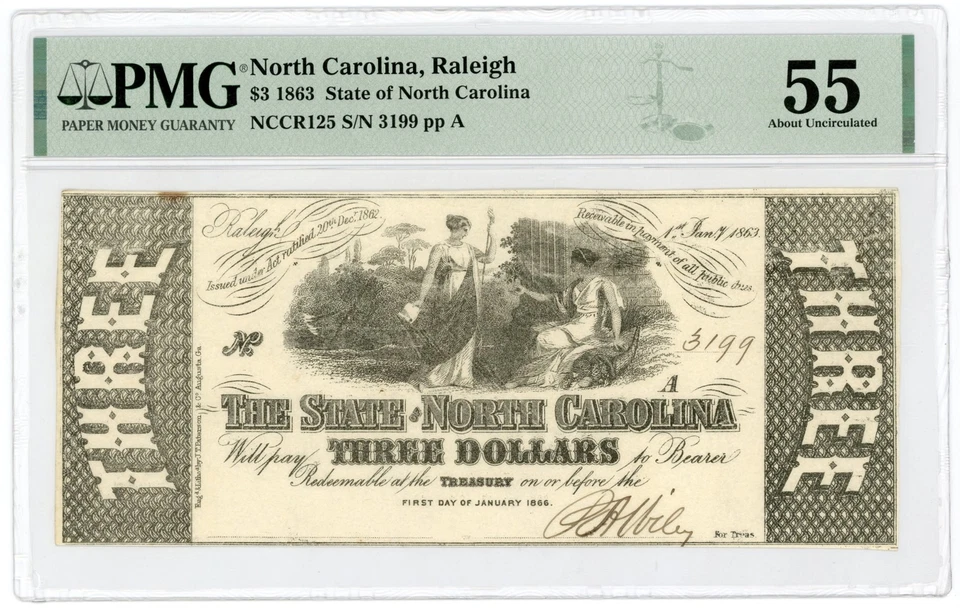 PMG®
PAPER MONEY GUARANTY
North Carolina, Raleigh
$3 1863 State of North Carolina
NCCR125 S/N 3199 pp A
55
About Uncirculated
THREE
Raleigh
Issued under Act ratified 20th Decr. 1862.
Receivable in payment of all public dues
1st Jany 1863.
No
3199
A
THE STATE OF NORTH CAROLINA
Will pay THREE DOLLARS to Bearer
Redeemable at the TREASURY on or before the
FIRST DAY OF JANUARY 1866.
For Treas
THREE